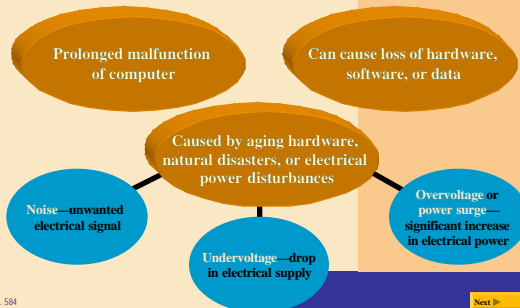 Prolonged malfunction
of computer
Can cause loss of hardware,
software, or data
Caused by aging hardware,
natural disasters, or electrical
power disturbances
Noise—unwanted
electrical signal
Undervoltage—drop
in electrical supply
Overvoltage or
power surge—
significant increase
in electrical power
. 584
Next